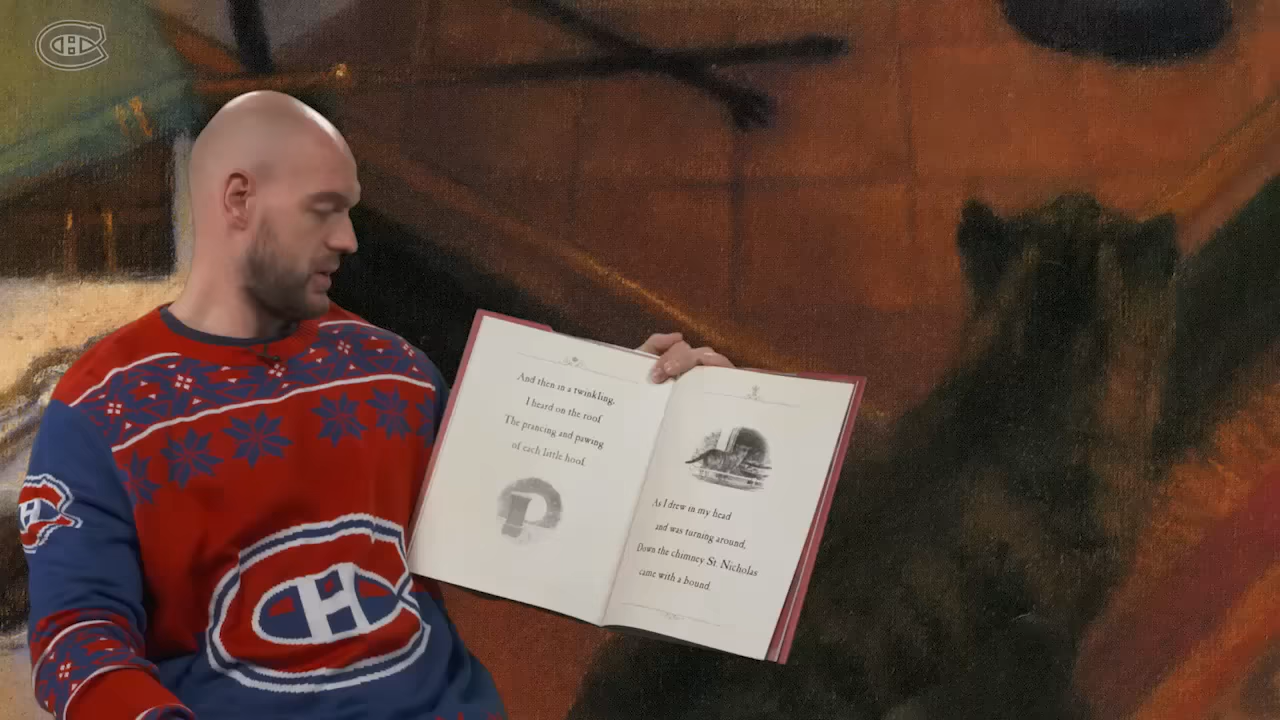 And then in a twinkling,
I heard on the roof
The prancing and pawing
of each little hoof.
As I drew in my head
and was turning around,
Down the chimney St. Nicholas
came with a bound.